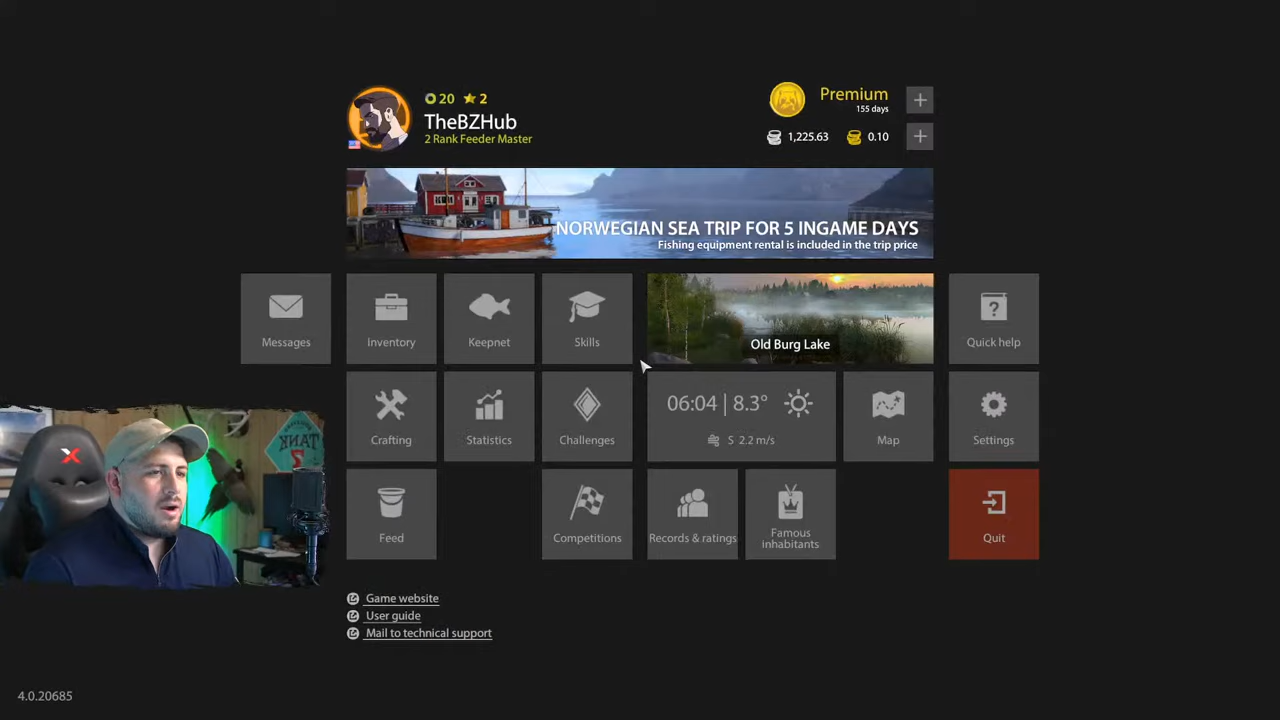 20 2
TheBZHub
2 Rank Feeder Master
Premium
155 days
1,225.63 0.10
NORWEGIAN SEA TRIP FOR 5 INGAME DAYS
Fishing equipment rental is included in the trip price
Messages
Inventory
Keepnet
Skills
Old Burg Lake
Quick help
Crafting
Statistics
Challenges
06:04 | 8.3°
S 2.2 m/s
Map
Settings
Feed
Competitions
Records & ratings
Famous
inhabitants
Quit
TANK
2
Game website
User guide
Mail to technical support
4.0.20685